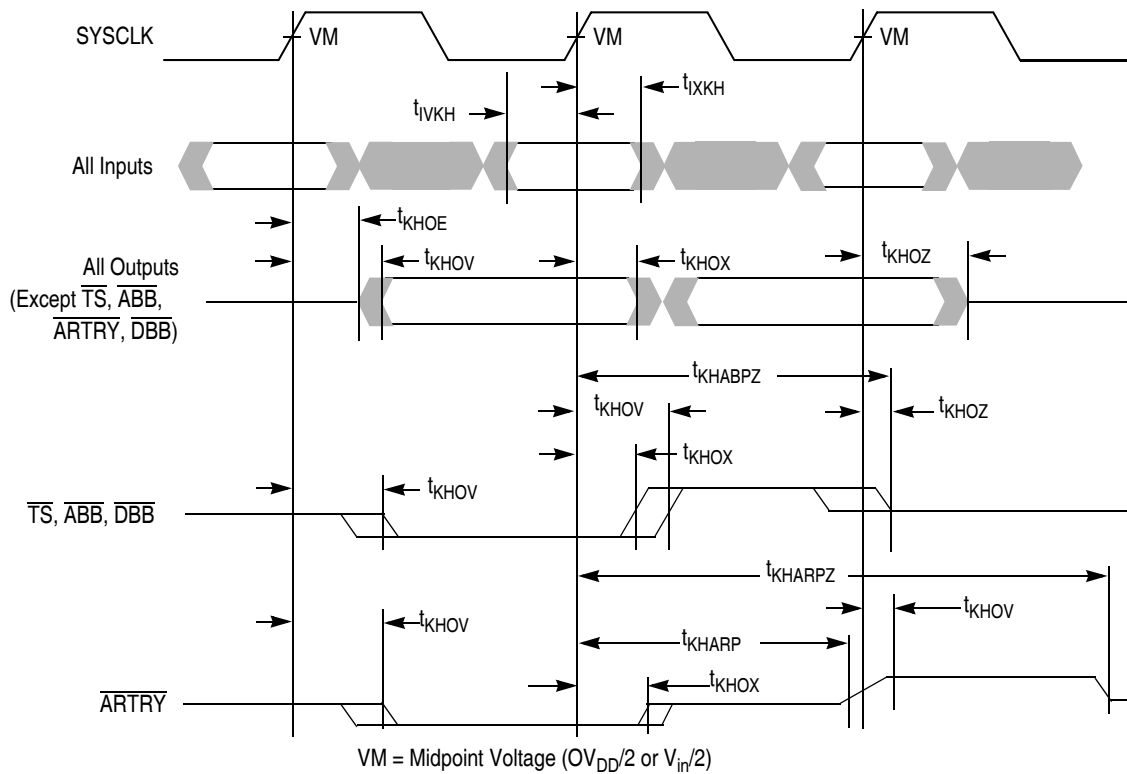 SYSCLK
VM
VM
VM
tIVKH
tIXKH
All Inputs
tKHOE
All Outputs
(Except TS, ABB,
ARTRY, DBB)
tKHOV
tKHOX
tKHOZ
tKHABPZ
tKHOV
tKHOZ
tKHOX
TS, ABB, DBB
tKHOV
tKHARPZ
tKHOV
tKHOV
tKHARP
ARTRY
tKHOX
VM = Midpoint Voltage (OVDD/2 or Vin/2)